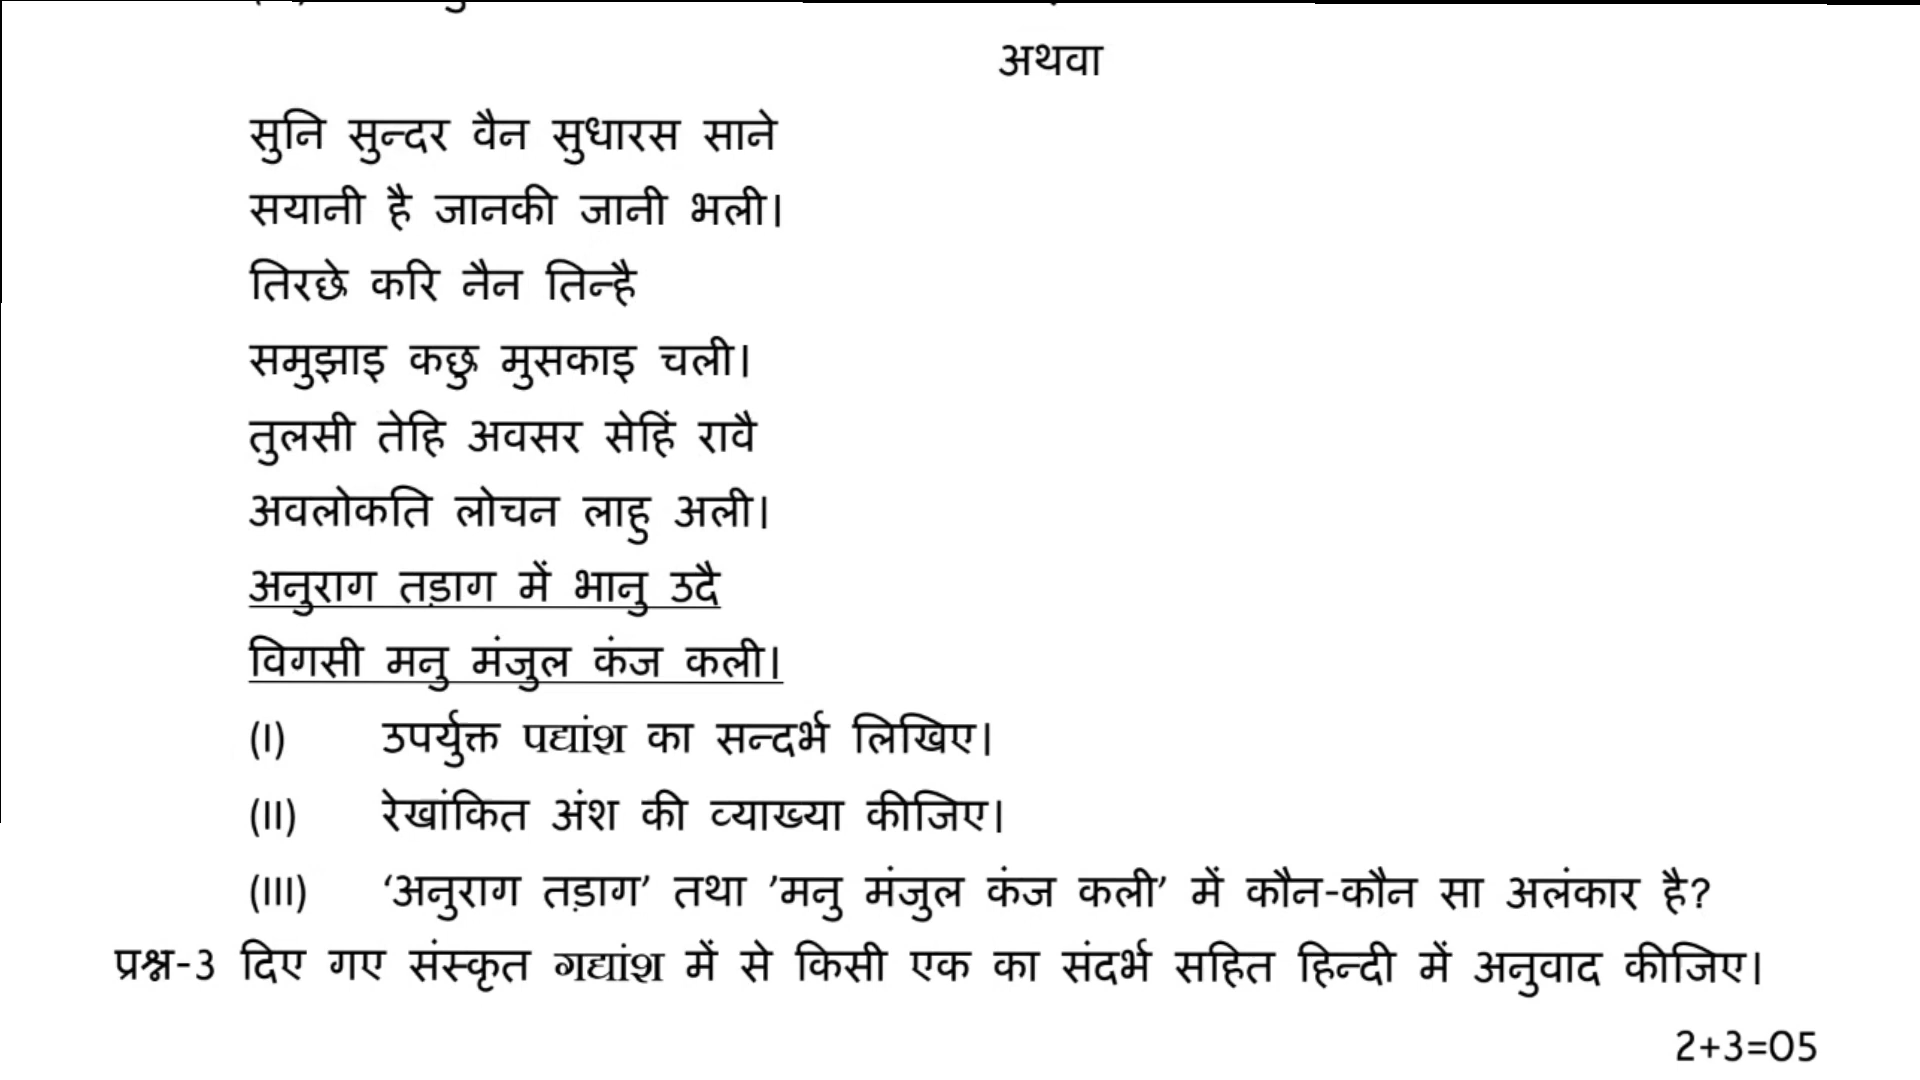 अथवा
सुनि सुन्दर वैन सुधारस साने
सयानी है जानकी जानी भली।
तिरछे करि नैन तिन्है
समुझाइ कछु मुसकाइ चली।
तुलसी तेहि अवसर सेहिं रावै
अवलोकति लोचन लाहु अली।
अनुराग तड़ाग में भानु उदै
विगसी मनु मंजुल कंज कली।
(I) उपर्युक्त पद्यांश का सन्दर्भ लिखिए।
(II) रेखांकित अंश की व्याख्या कीजिए।
(III) ‘अनुराग तड़ाग’ तथा ’मनु मंजुल कंज कली’ में कौन-कौन सा अलंकार है?
प्रश्न-3 दिए गए संस्कृत गद्यांश में से किसी एक का संदर्भ सहित हिन्दी में अनुवाद कीजिए।
2+3=05